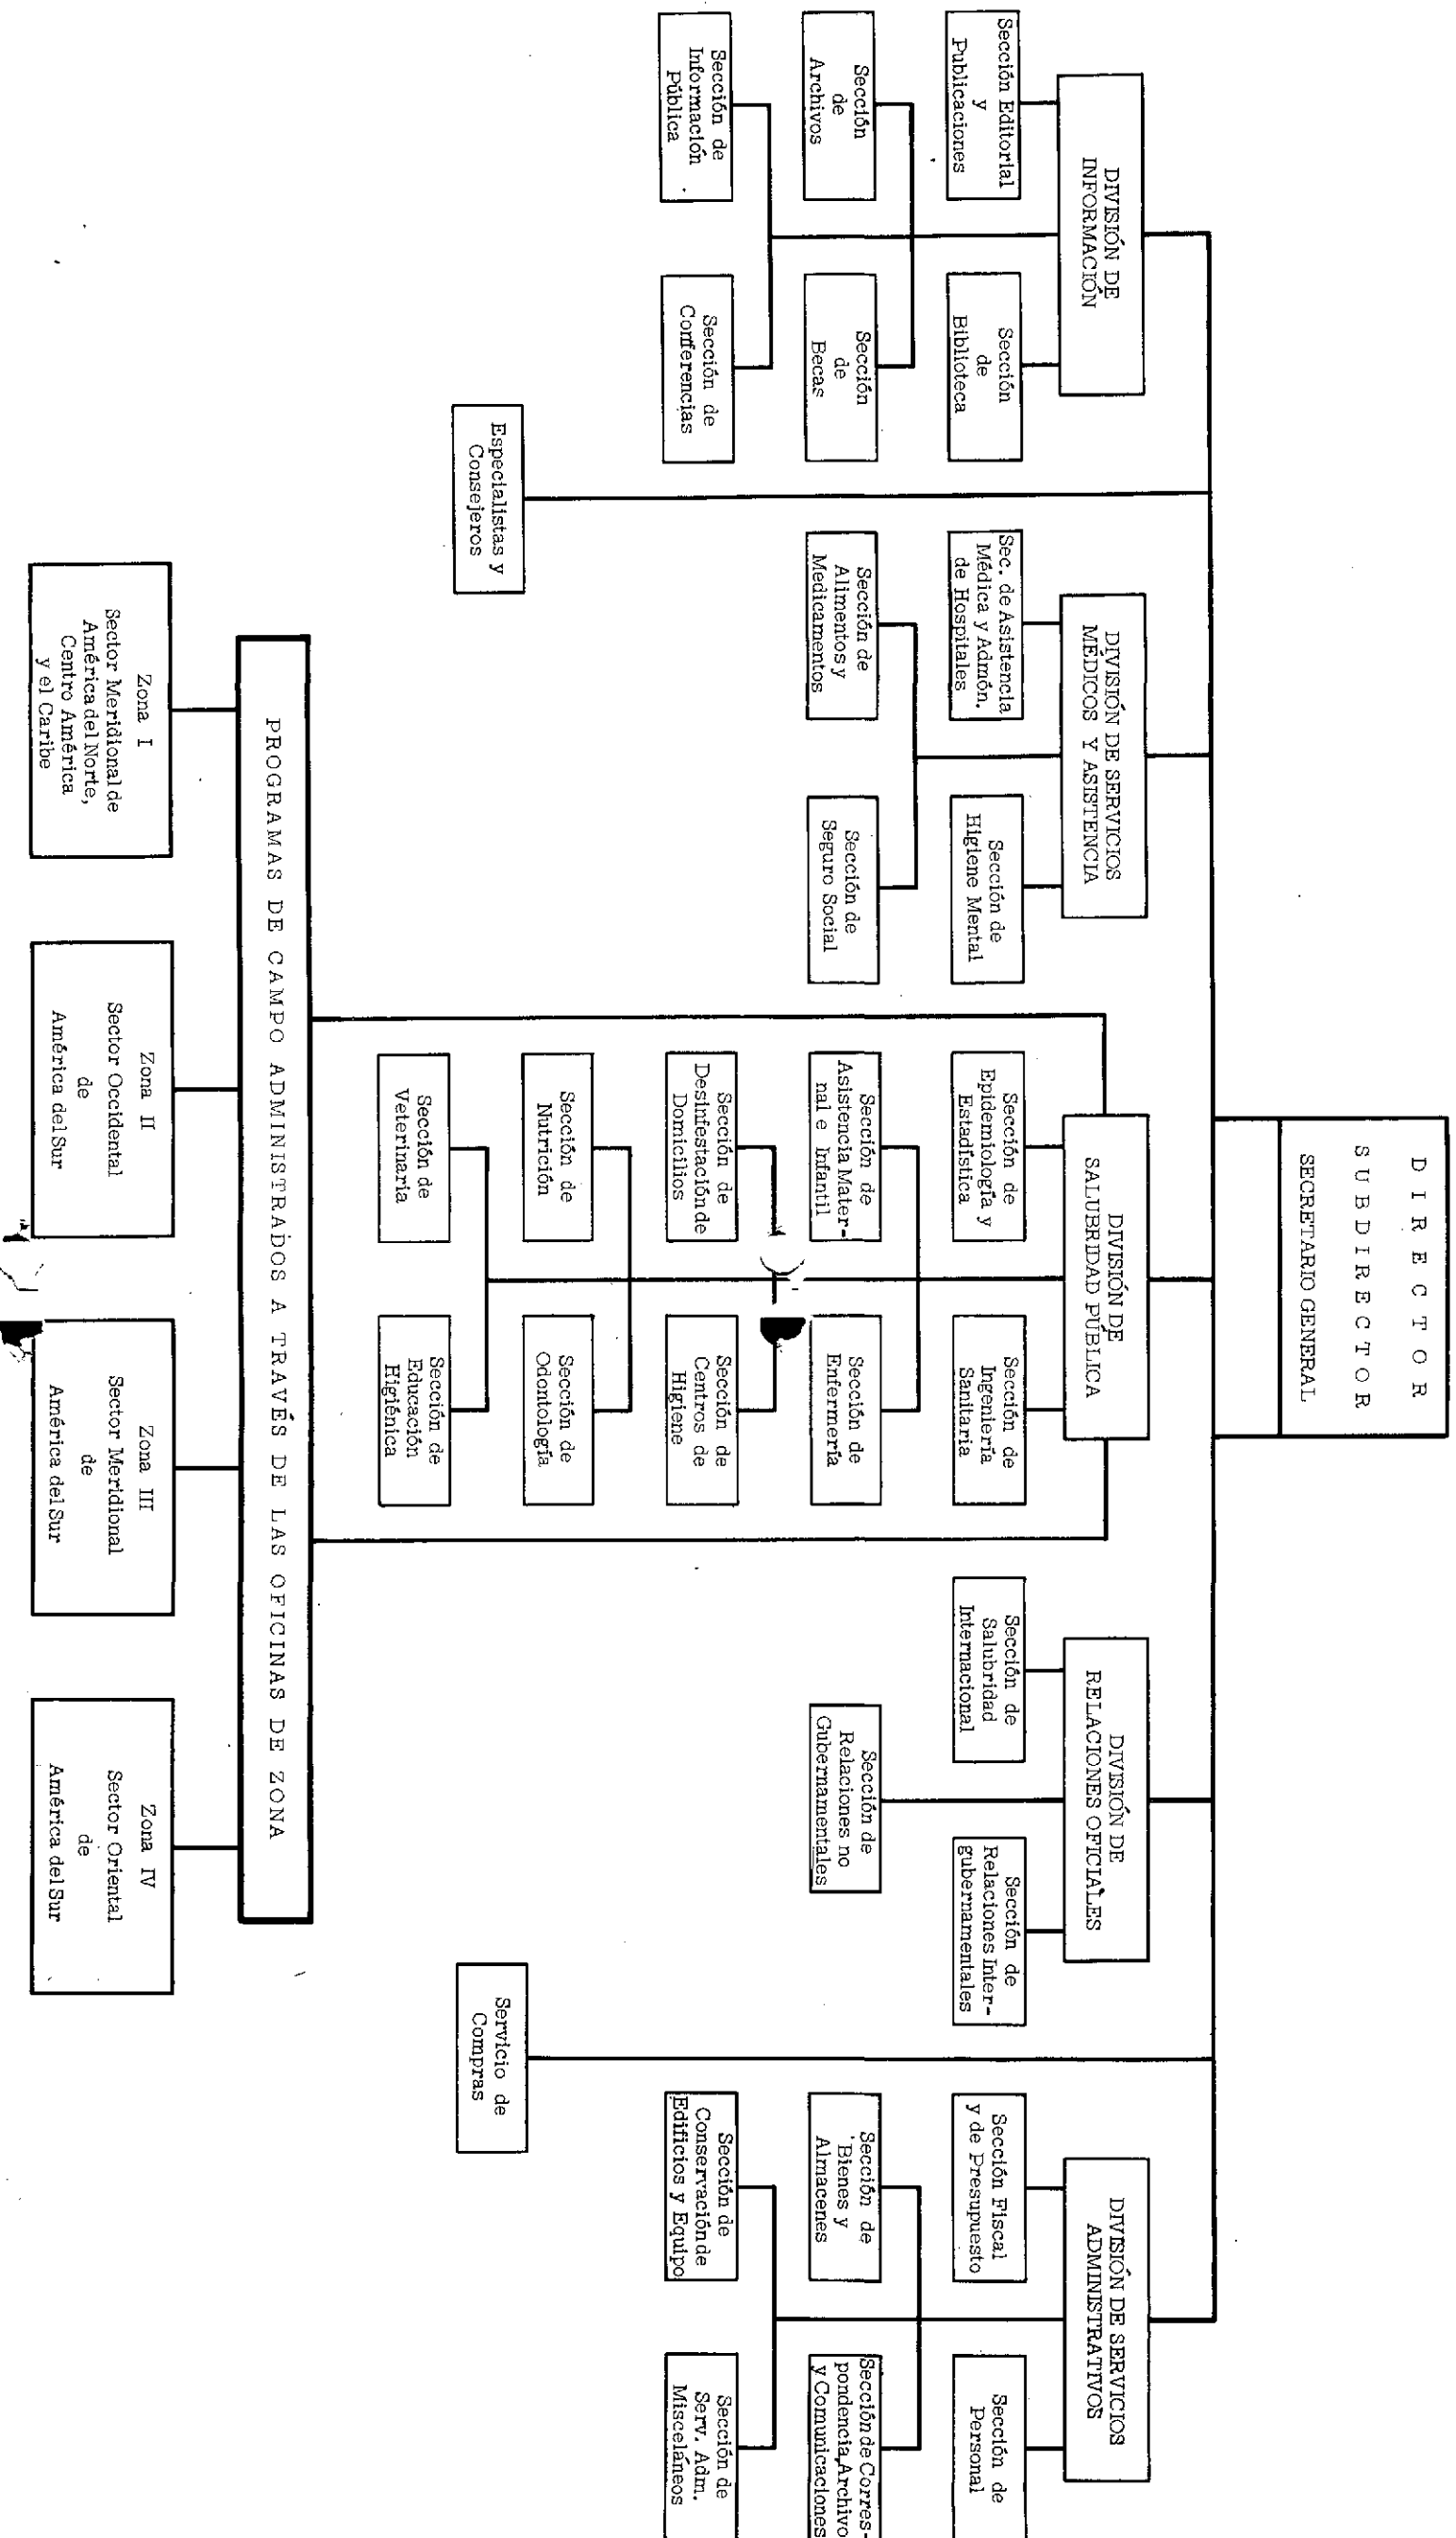 DIRECTOR
SUBDIRECTOR
SECRETARIO GENERAL
DIVISIÓN DE
INFORMACIÓN
Sección Editorial
y
Publicaciones
Sección
de
Biblioteca
Sección
de
Archivos
Sección
de
Becas
Sección de
Información
Pública
Sección de
Conferencias
Especialistas y
Consejeros
DIVISIÓN DE SERVICIOS
MÉDICOS Y ASISTENCIA
Sec. de Asistencia
Médica y Admón.
de Hospitales
Sección de
Higiene Mental
Sección de
Alimentos y
Medicamentos
Sección de
Seguro Social
DIVISIÓN DE
SALUBRIDAD PÚBLICA
Sección de
Epidemiología y
Estadística
Sección de
Ingeniería
Sanitaria
Sección de
Asistencia Mater-
nal e Infantil
Sección de
Enfermería
Sección de
Desinfestación de
Domicilios
Sección de
Centros de
Higiene
Sección de
Nutrición
Sección de
Odontología
Sección de
Veterinaria
Sección de
Educación
Higiénica
DIVISIÓN DE
RELACIONES OFICIALES
Sección de
Salubridad
Internacional
Sección de
Relaciones Inter-
gubernamentales
Sección de
Relaciones no
Gubernamentales
Servicio de
Compras
DIVISIÓN DE SERVICIOS
ADMINISTRATIVOS
Sección Fiscal
y de Presupuesto
Sección de
Personal
Sección de
Bienes y
Almacenes
Sección de Corres-
pondencia, Archivo
y Comunicaciones
Sección de
Conservación de
Edificios y Equipo
Sección de
Serv. Adm.
Misceláneos
PROGRAMAS DE CAMPO ADMINISTRADOS A TRAVÉS DE LAS OFICINAS DE ZONA
Zona I
Sector Meridional de
América del Norte,
Centro América
y el Caribe
Zona II
Sector Occidental
de
América del Sur
Zona III
Sector Meridional
de
América del Sur
Zona IV
Sector Oriental
de
América del Sur